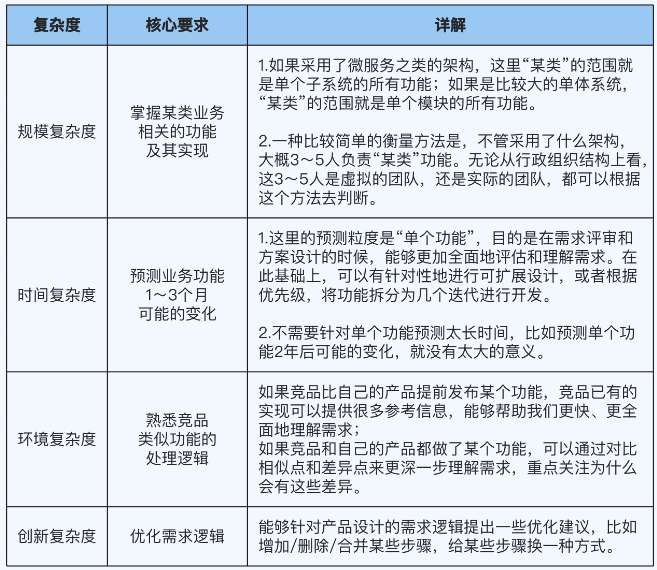 复杂度
核心要求
详解
规模复杂度
掌握某类业务
相关的功能
及其实现
1.如果采用了微服务之类的架构，这里“某类”的范围就
是单个子系统的所有功能；如果是比较大的单体系统，
“某类”的范围就是单个模块的所有功能。
2.一种比较简单的衡量方法是，不管采用了什么架构，
大概3～5人负责“某类”功能。无论从行政组织结构上看，
这3～5人是虚拟的团队，还是实际的团队，都可以根据
这个方法去判断。
时间复杂度
预测业务功能
1～3个月
可能的变化
1.这里的预测粒度是“单个功能”，目的是在需求评审和
方案设计的时候，能够更加全面地评估和理解需求。在
此基础上，可以有针对性地进行可扩展设计，或者根据
优先级，将功能拆分为几个迭代进行开发。
2.不需要针对单个功能预测太长时间，比如预测单个功
能2年后可能的变化，就没有太大的意义。
环境复杂度
熟悉竞品
类似功能的
处理逻辑
如果竞品比自己的产品提前发布某个功能，竞品已有的
实现可以提供很多参考信息，能够帮助我们更快、更全
面地理解需求；
如果竞品和自己的产品都做了某个功能，可以通过对比
相似点和差异点来更深一步理解需求，重点关注为什么
会有这些差异。
创新复杂度
优化需求逻辑
能够针对产品设计的需求逻辑提出一些优化建议，比如
增加/删除/合并某些步骤，给某些步骤换一种方式。